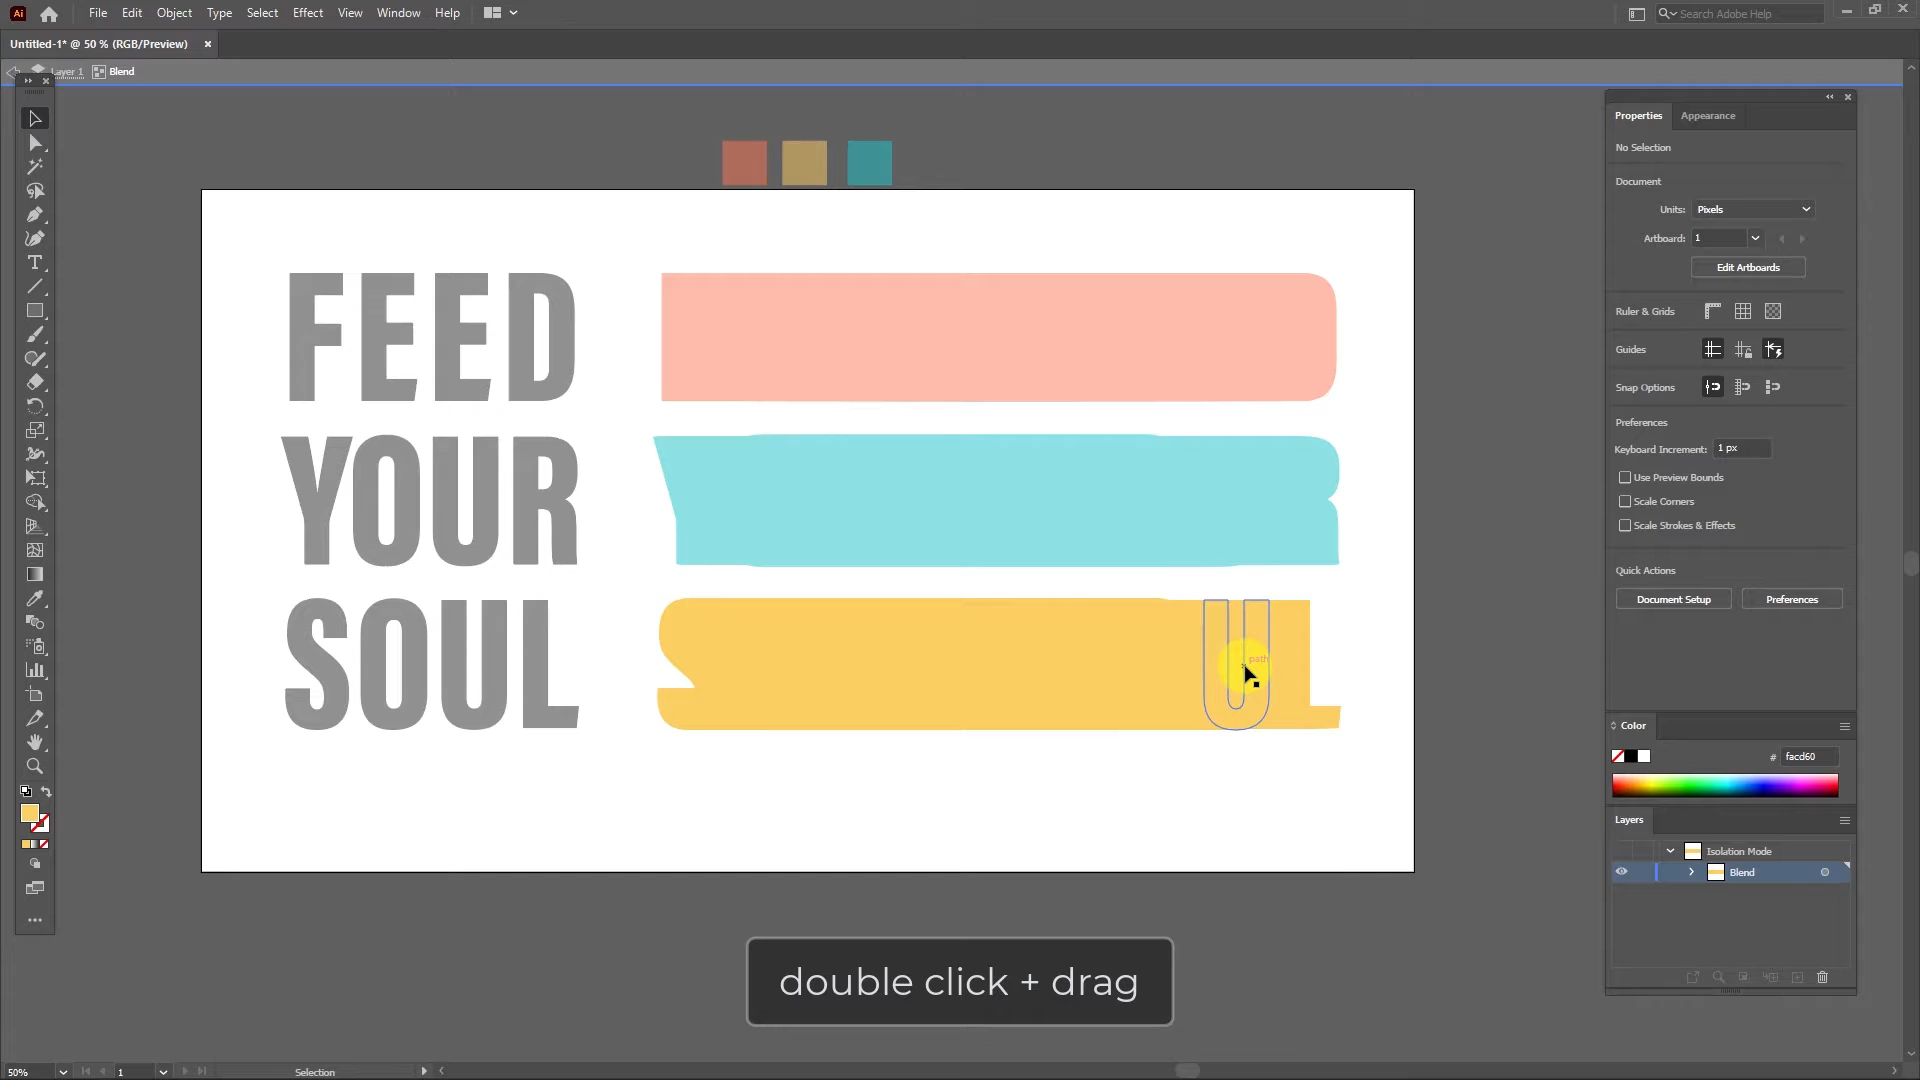 Ai
File Edit Object Type Select Effect View Window Help
Search Adobe Help
Untitled-1* @ 50 % (RGB/Preview)
Layer 1 Blend
Properties Appearance
No Selection
Document
Units: Pixels
Artboard: 1
Edit Artboards
Ruler & Grids
Guides
Snap Options
Preferences
Keyboard Increment: 1 px
Use Preview Bounds
Scale Corners
Scale Strokes & Effects
Quick Actions
Document Setup Preferences
Color
# facd60
Layers
Isolation Mode
Blend
FEED
YOUR
SOUL
UL
path
double click + drag
50% 1 Selection